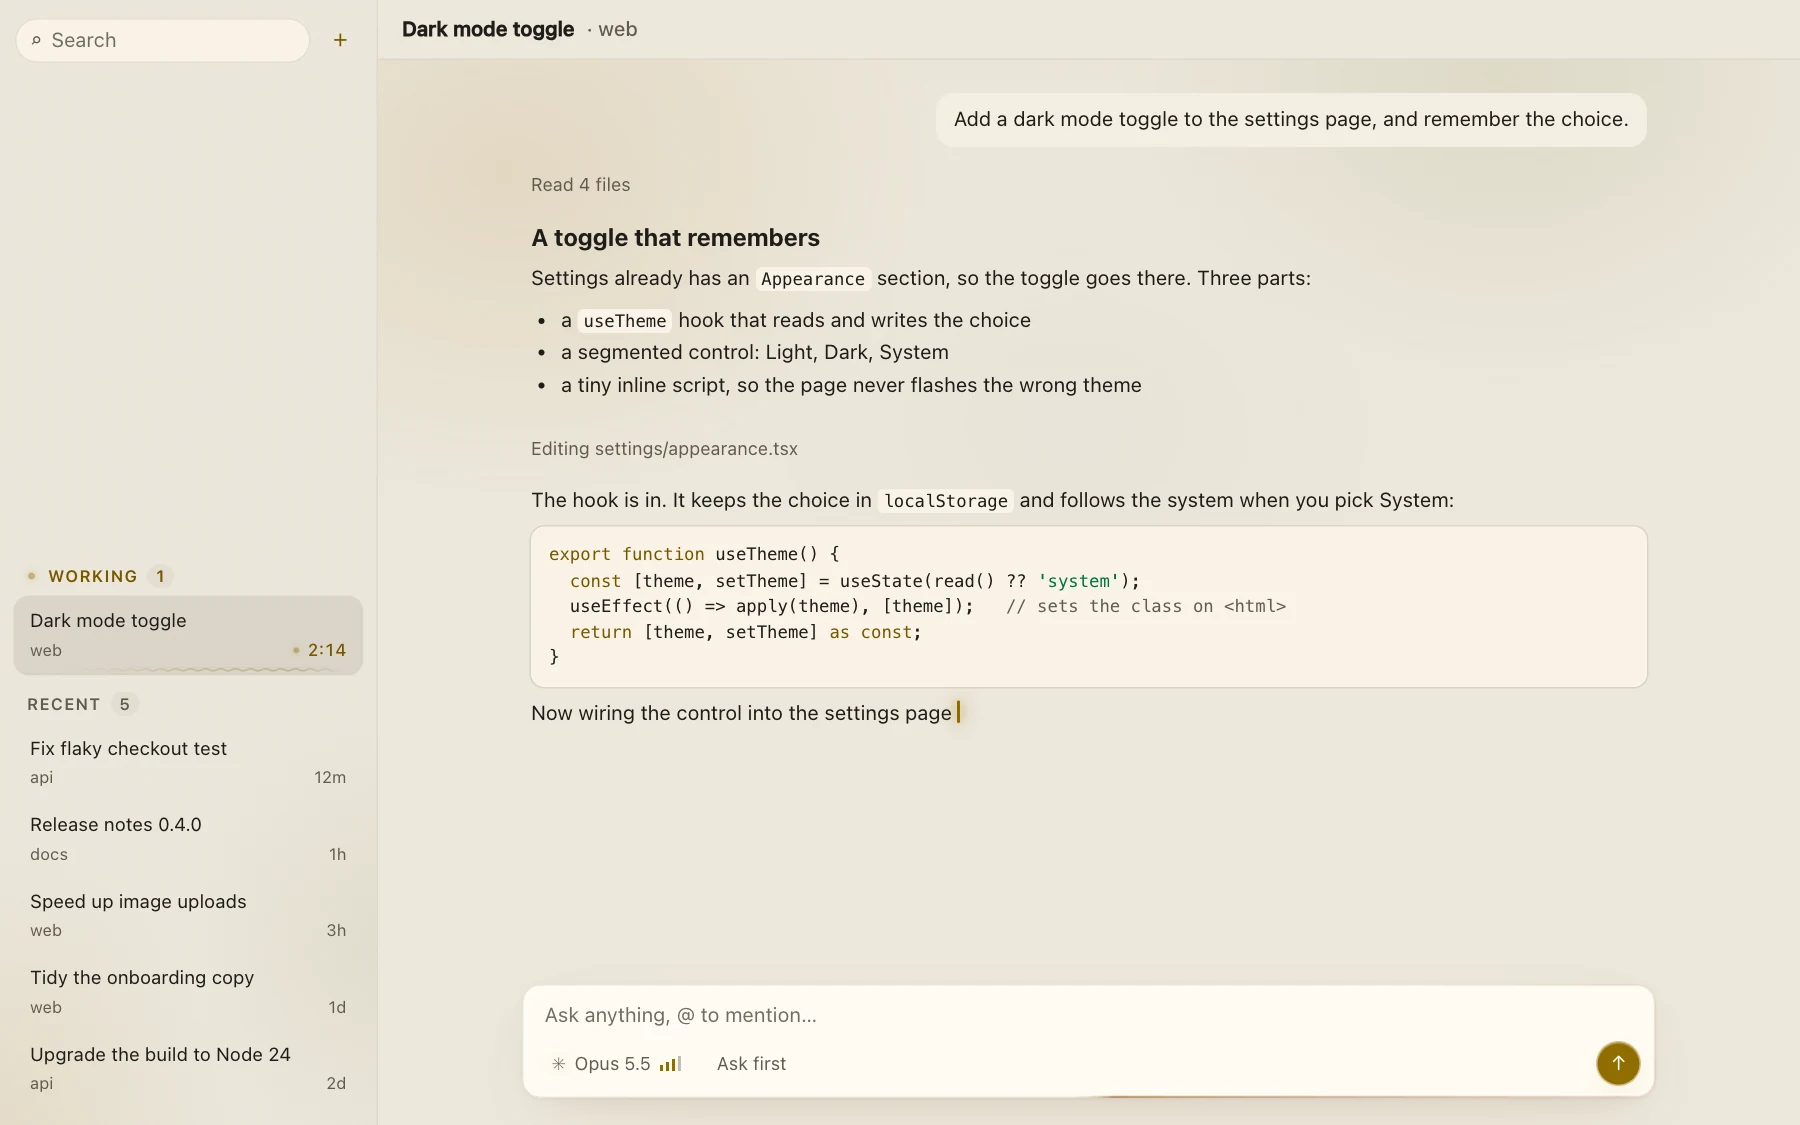 Search
+
Dark mode toggle · web
Add a dark mode toggle to the settings page, and remember the choice.
Read 4 files
A toggle that remembers
Settings already has an Appearance section, so the toggle goes there. Three parts:
• a useTheme hook that reads and writes the choice
• a segmented control: Light, Dark, System
• a tiny inline script, so the page never flashes the wrong theme
Editing settings/appearance.tsx
The hook is in. It keeps the choice in localStorage and follows the system when you pick System:
export function useTheme() {
  const [theme, setTheme] = useState(read() ?? 'system');
  useEffect(() => apply(theme), [theme]);   // sets the class on <html>
  return [theme, setTheme] as const;
}
Now wiring the control into the settings page
WORKING 1
Dark mode toggle
web 2:14
RECENT 5
Fix flaky checkout test
api 12m
Release notes 0.4.0
docs 1h
Speed up image uploads
web 3h
Tidy the onboarding copy
web 1d
Upgrade the build to Node 24
api 2d
Ask anything, @ to mention...
Opus 5.5 Ask first